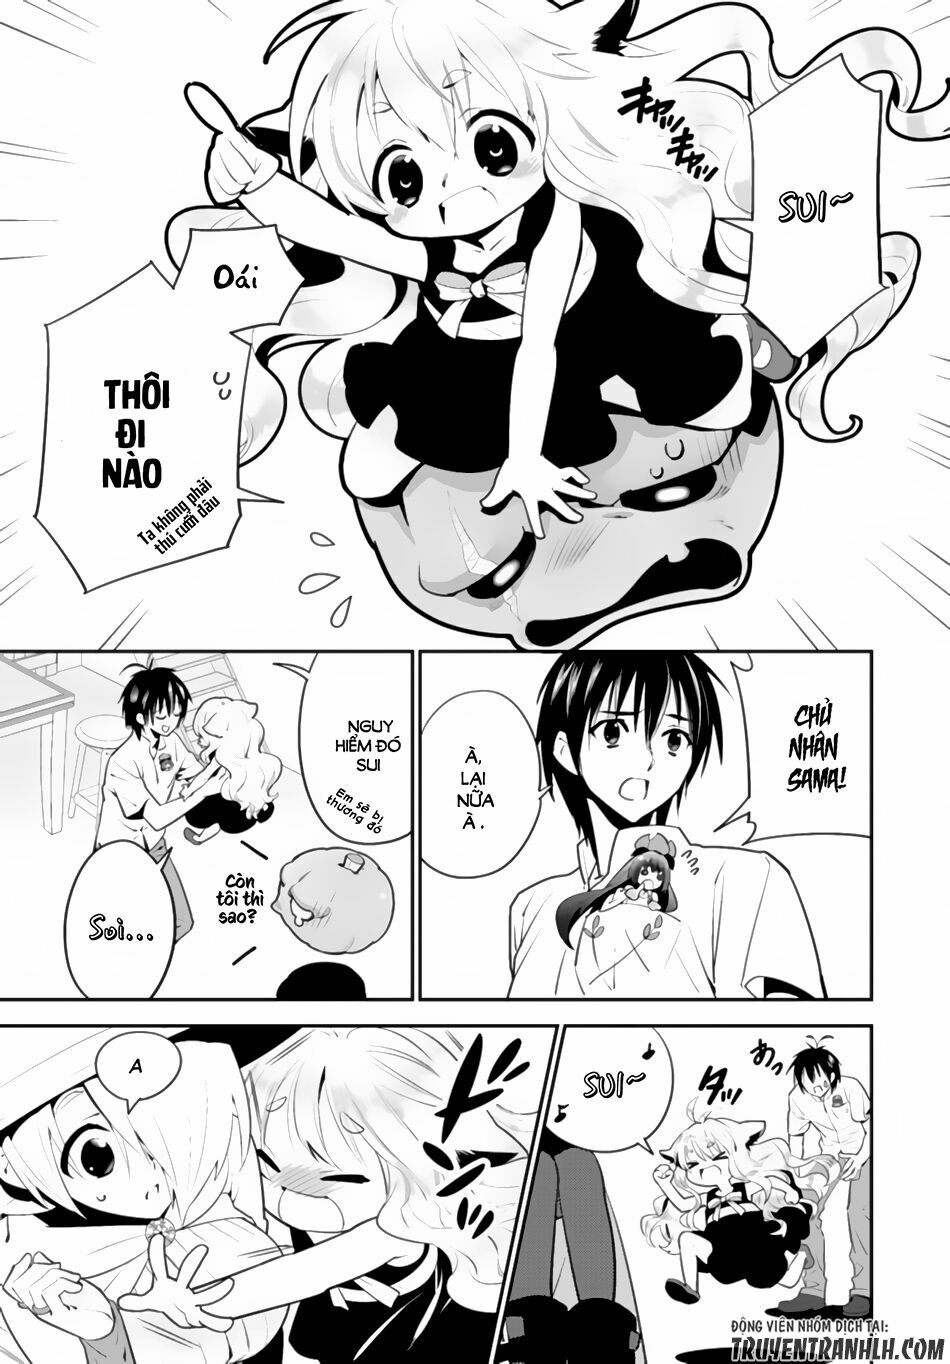 SUI~
キャッ
キャッ
Oái
THÔI
ĐI
NÀO
Ta không phải
thú cưỡi đâu
CHỦ
NHÂN
SAMA!
À,
LẠI
NỮA
À .
NGUY
HIỂM ĐÓ
SUI
Em sẽ bị
thương đó
Còn
tôi thì
sao?
Sui...
あっ
タッ
SUI~
A
ĐỘNG VIÊN NHÓM DỊCH TẠI:
TRUYENTRANHLH.COM